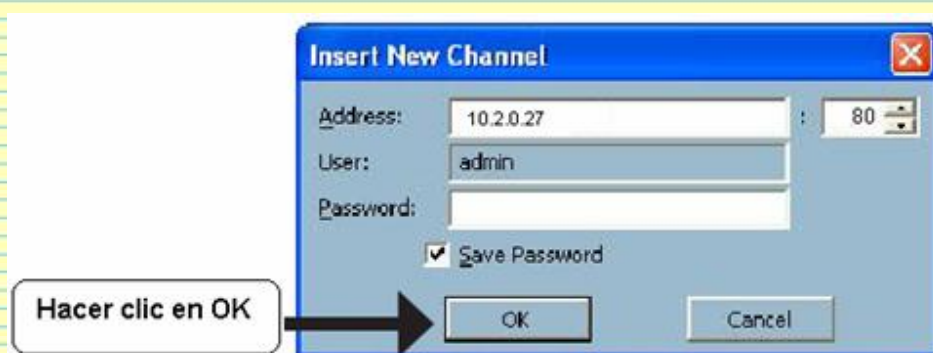 Insert New Channel
Address: 10.2.0.27 : 80
User: admin
Password:
Save Password
Hacer clic en OK
OK Cancel